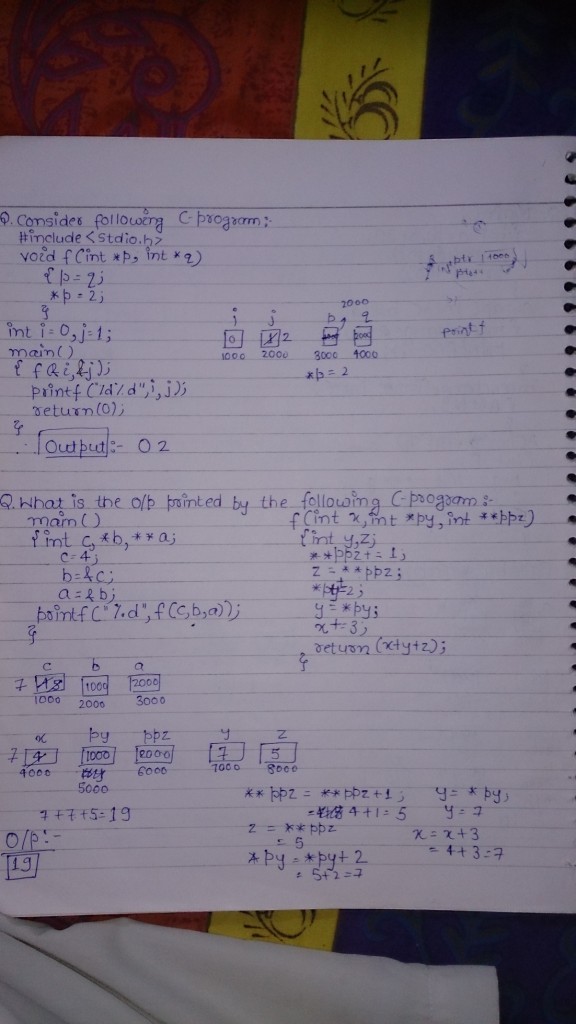 Q. Consider following C-program:-
#include <stdio.h>
void f(int *p, int *q)
{ p = q;
*p = 2;
}
int i=0, j=1;
main()
{ f(&i, &j);
printf("%d%d", i, j);
return(0);
}
i j p 2000 q
0 1 2
1000 2000 3000 4000
*p = 2
printf
Output :- 0 2
Q. What is the o/p printed by the following C-program :-
main()
{ int c, *b, **a;
c=4;
b=&c;
a=&b;
printf("%d", f(c,b,a));
}
f(int x, int *py, int **ppz)
{ int y, z;
**ppz+=1;
z = **ppz;
*py+=2;
y = *py;
x+=3;
return (x+y+z);
}
c b a
7 1000 2000
1000 2000 3000
x py ppz y z
7 4 1000 2000 7 5
4000 5000 6000 7000 8000
7+7+5=19
O/p :-
19
**ppz = **ppz+1;
= 4+1 = 5
z = **ppz
= 5
*py = *py+2
= 5+2=7
y = *py;
y = 7
x = x+3
= 4+3=7